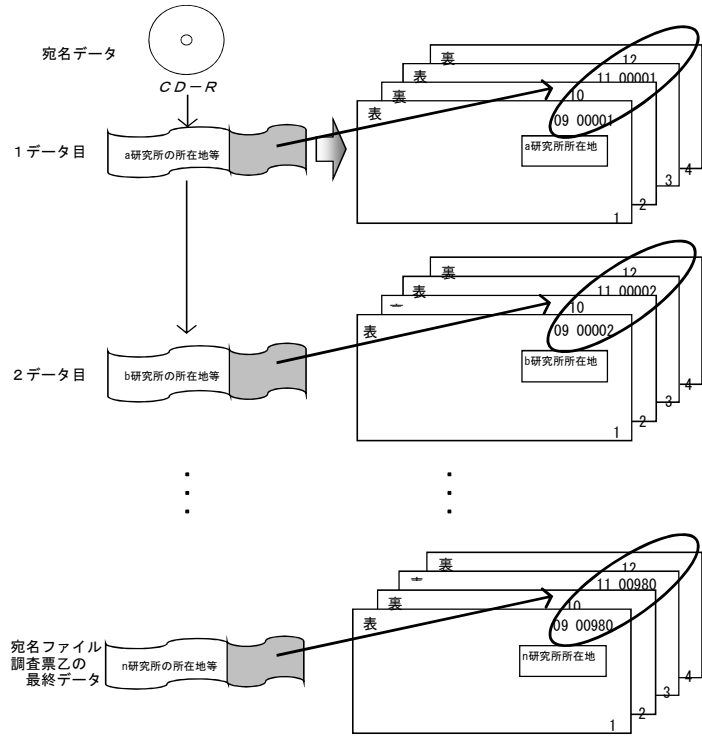 宛名データ
CD－R
1データ目
a研究所の所在地等
裏
12
表
11 00001
裏
10
表
09 00001
a研究所所在地
1
2
3
4
2データ目
b研究所の所在地等
裏
12
表
11 00002
10
表
09 00002
b研究所所在地
1
2
3
4
宛名ファイル
調査票乙の
最終データ
n研究所の所在地等
裏
12
11 00980
裏
10
表
09 00980
n研究所所在地
1
2
3
4